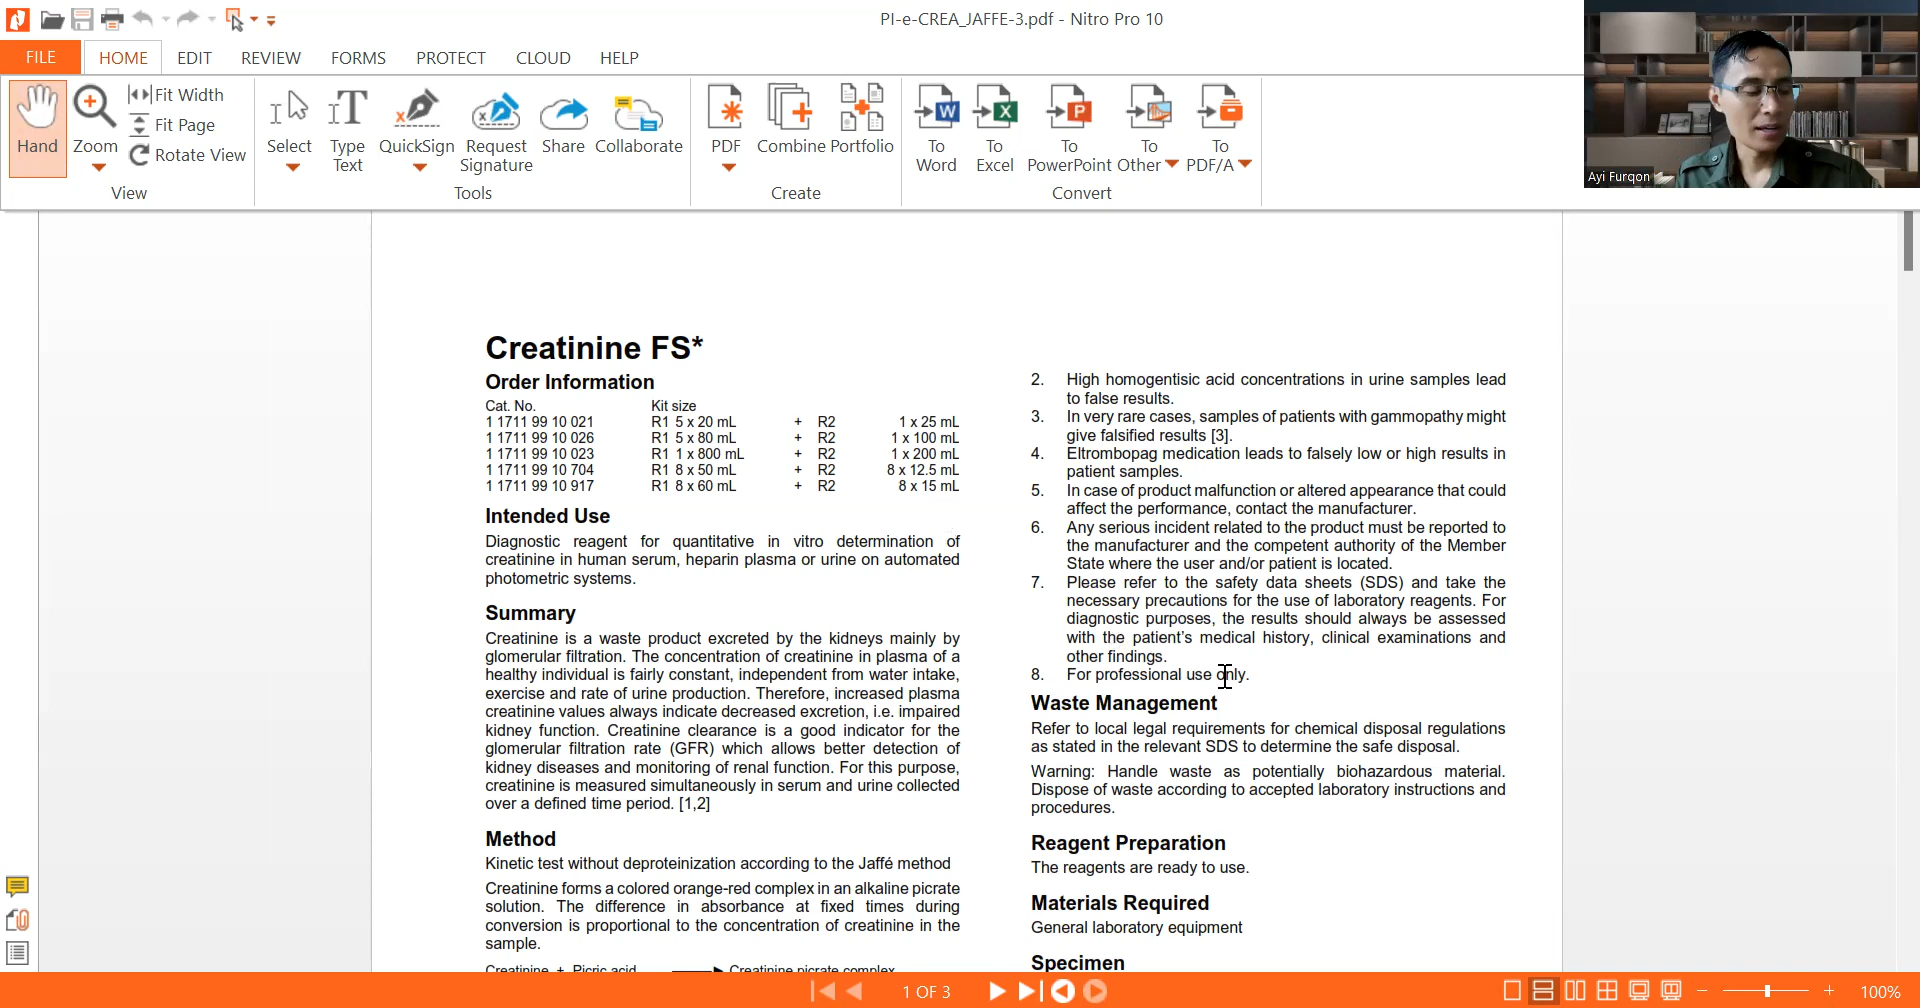 PI-e-CREA_JAFFE-3.pdf - Nitro Pro 10
FILE
HOME
EDIT
REVIEW
FORMS
PROTECT
CLOUD
HELP
Hand
Zoom
Fit Width
Fit Page
Rotate View
View
Select
Type
Text
QuickSign
Request
Signature
Share
Collaborate
Tools
PDF
Combine
Portfolio
Create
To
Word
To
Excel
To
PowerPoint
To
Other
To
PDF/A
Convert
Ayi Furqon
Creatinine FS*
Order Information
Cat. No. Kit size
1 1711 99 10 021 R1 5 x 20 mL + R2 1 x 25 mL
1 1711 99 10 026 R1 5 x 80 mL + R2 1 x 100 mL
1 1711 99 10 023 R1 1 x 800 mL + R2 1 x 200 mL
1 1711 99 10 704 R1 8 x 50 mL + R2 8 x 12.5 mL
1 1711 99 10 917 R1 8 x 60 mL + R2 8 x 15 mL
Intended Use
Diagnostic reagent for quantitative in vitro determination of
creatinine in human serum, heparin plasma or urine on automated
photometric systems.
Summary
Creatinine is a waste product excreted by the kidneys mainly by
glomerular filtration. The concentration of creatinine in plasma of a
healthy individual is fairly constant, independent from water intake,
exercise and rate of urine production. Therefore, increased plasma
creatinine values always indicate decreased excretion, i.e. impaired
kidney function. Creatinine clearance is a good indicator for the
glomerular filtration rate (GFR) which allows better detection of
kidney diseases and monitoring of renal function. For this purpose,
creatinine is measured simultaneously in serum and urine collected
over a defined time period. [1,2]
Method
Kinetic test without deproteinization according to the Jaffé method
Creatinine forms a colored orange-red complex in an alkaline picrate
solution. The difference in absorbance at fixed times during
conversion is proportional to the concentration of creatinine in the
sample.
Creatinine + Picric acid Creatinine picrate complex
2. High homogentisic acid concentrations in urine samples lead
to false results.
3. In very rare cases, samples of patients with gammopathy might
give falsified results [3].
4. Eltrombopag medication leads to falsely low or high results in
patient samples.
5. In case of product malfunction or altered appearance that could
affect the performance, contact the manufacturer.
6. Any serious incident related to the product must be reported to
the manufacturer and the competent authority of the Member
State where the user and/or patient is located.
7. Please refer to the safety data sheets (SDS) and take the
necessary precautions for the use of laboratory reagents. For
diagnostic purposes, the results should always be assessed
with the patient's medical history, clinical examinations and
other findings.
8. For professional use only.
Waste Management
Refer to local legal requirements for chemical disposal regulations
as stated in the relevant SDS to determine the safe disposal.
Warning: Handle waste as potentially biohazardous material.
Dispose of waste according to accepted laboratory instructions and
procedures.
Reagent Preparation
The reagents are ready to use.
Materials Required
General laboratory equipment
Specimen
1 OF 3
100%